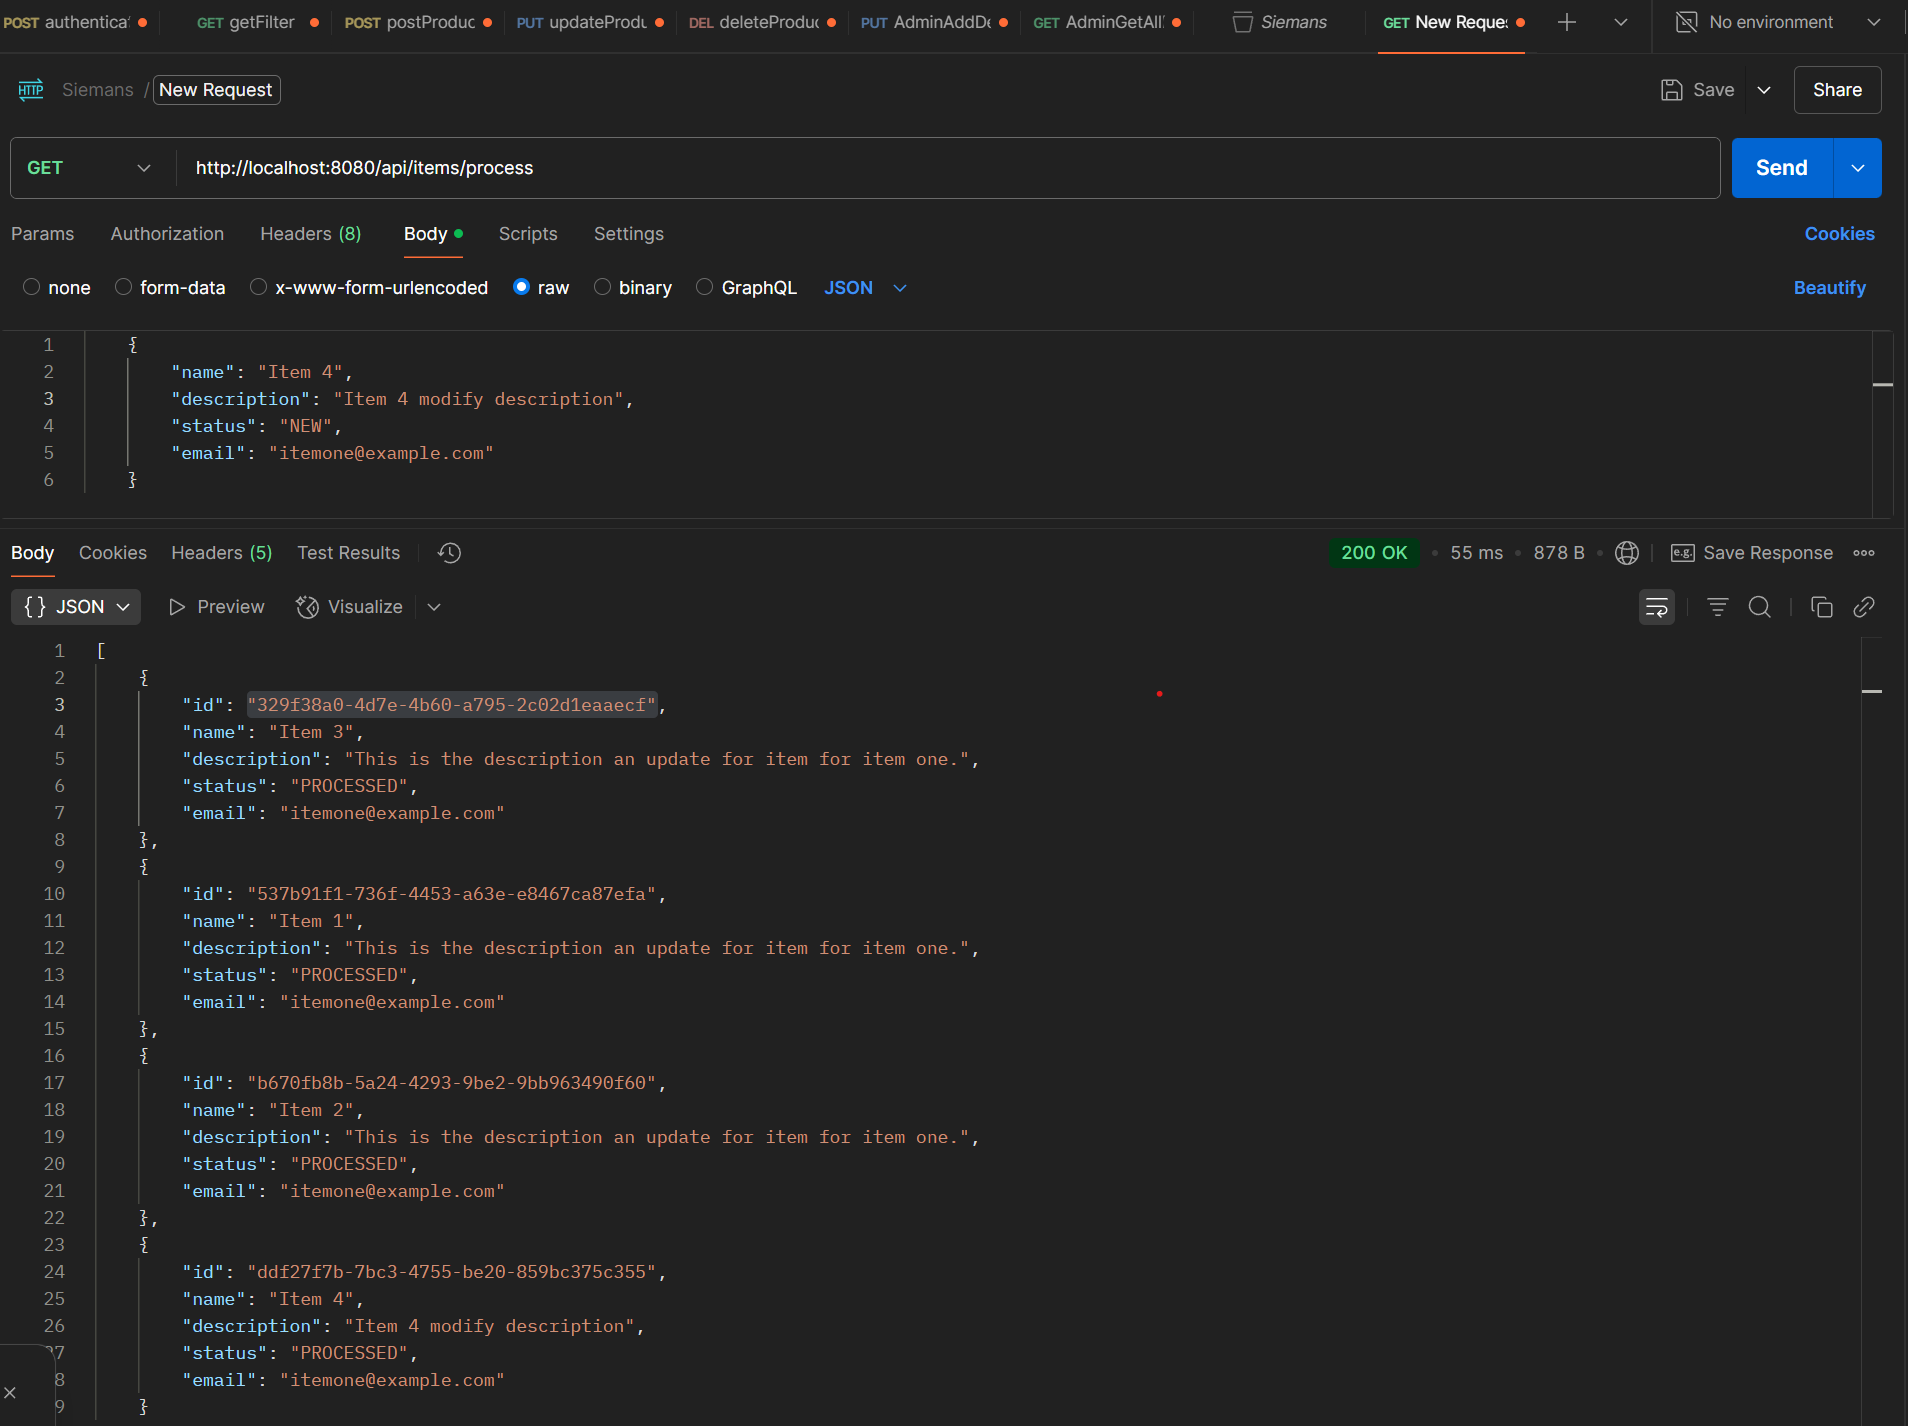 POST authentica GET getFilter POST postProduc PUT updateProdu DEL deleteProduc PUT AdminAddDe GET AdminGetAll Siemans GET New Reques No environment
HTTP Siemans / New Request Save Share
GET http://localhost:8080/api/items/process Send
Params Authorization Headers (8) Body Scripts Settings Cookies
none form-data x-www-form-urlencoded raw binary GraphQL JSON Beautify
1 {
2 "name": "Item 4",
3 "description": "Item 4 modify description",
4 "status": "NEW",
5 "email": "itemone@example.com"
6 }
Body Cookies Headers (5) Test Results 200 OK • 55 ms • 878 B • e.g. Save Response
{} JSON Preview Visualize
1 [
2 {
3 "id": "329f38a0-4d7e-4b60-a795-2c02d1eaaecf",
4 "name": "Item 3",
5 "description": "This is the description an update for item for item one.",
6 "status": "PROCESSED",
7 "email": "itemone@example.com"
8 },
9 {
10 "id": "537b91f1-736f-4453-a63e-e8467ca87efa",
11 "name": "Item 1",
12 "description": "This is the description an update for item for item one.",
13 "status": "PROCESSED",
14 "email": "itemone@example.com"
15 },
16 {
17 "id": "b670fb8b-5a24-4293-9be2-9bb963490f60",
18 "name": "Item 2",
19 "description": "This is the description an update for item for item one.",
20 "status": "PROCESSED",
21 "email": "itemone@example.com"
22 },
23 {
24 "id": "ddf27f7b-7bc3-4755-be20-859bc375c355",
25 "name": "Item 4",
26 "description": "Item 4 modify description",
7 "status": "PROCESSED",
8 "email": "itemone@example.com"
9 }